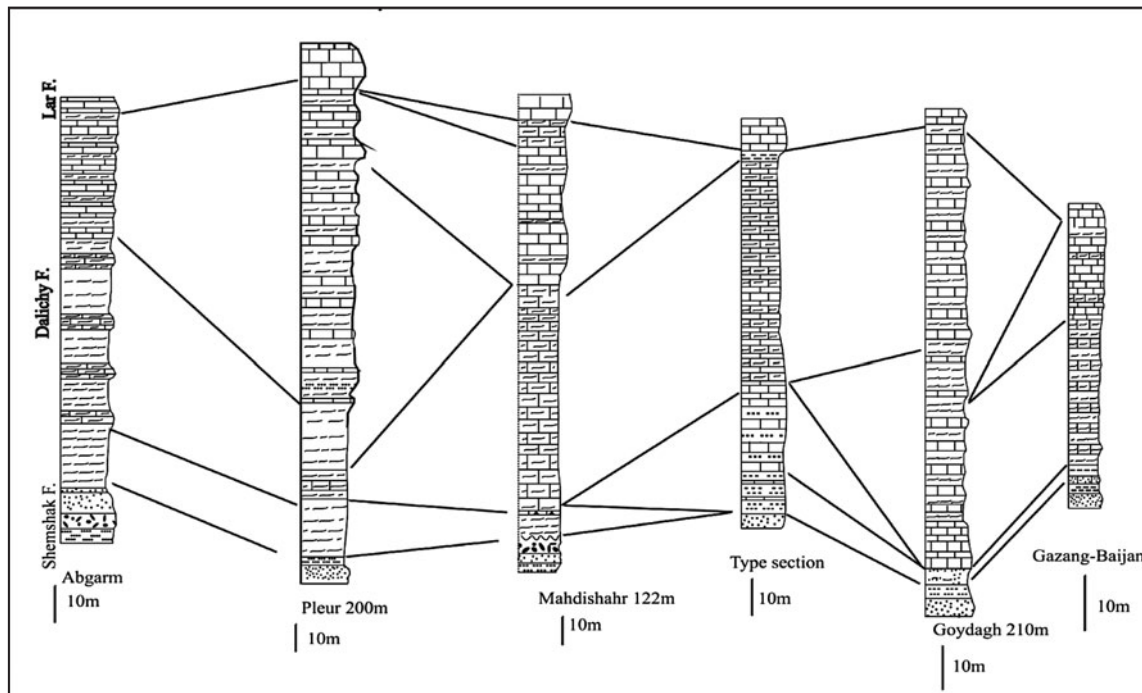 Lar F.
Dalichy F.
Shemshak F.
Abgarm
10m
Pleur 200m
10m
Mahdishahr 122m
10m
Type section
10m
Goydagh 210m
10m
Gazang-Baijan
10m